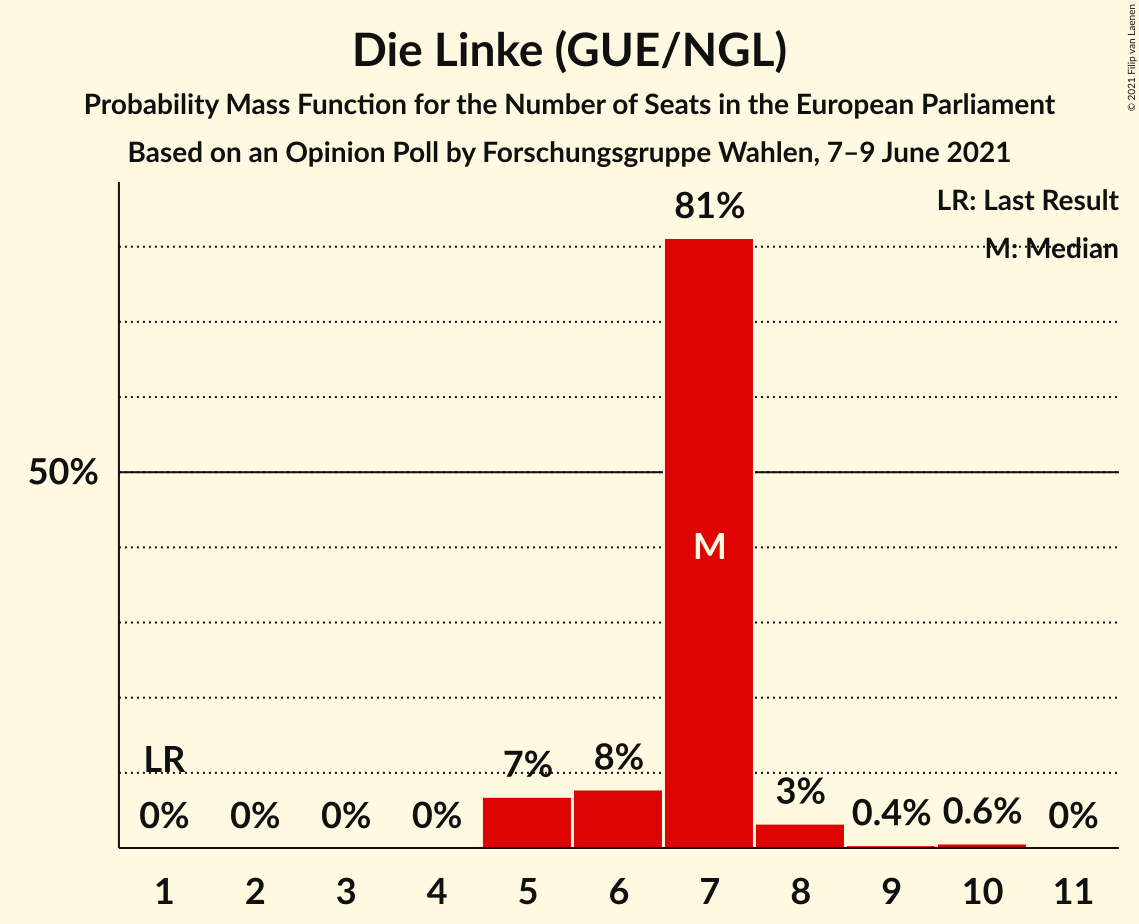 Die Linke (GUE/NGL)
Probability Mass Function for the Number of Seats in the European Parliament
Based on an Opinion Poll by Forschungsgruppe Wahlen, 7–9 June 2021
© 2021 Filip van Laenen
LR: Last Result
M: Median
81%
50%
M
LR
0%
0%
0%
0%
7%
8%
3%
0.4%
0.6%
0%
1 2 3 4 5 6 7 8 9 10 11